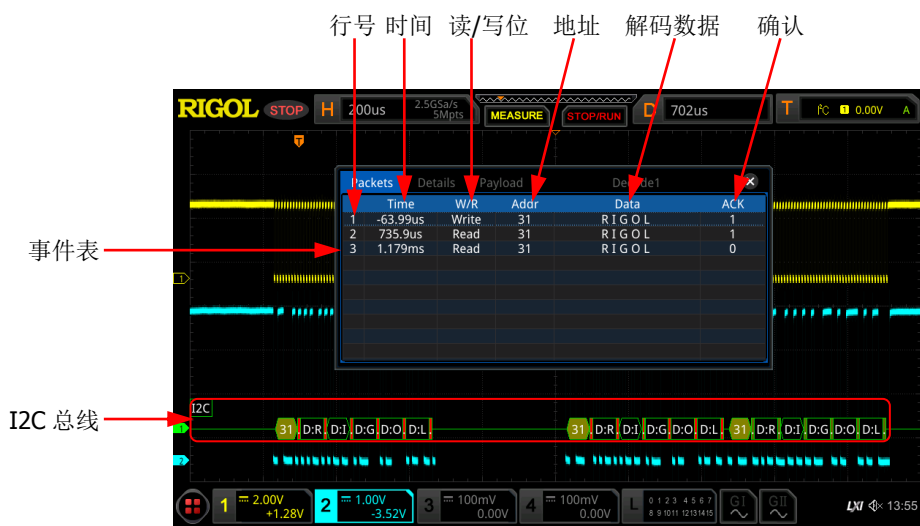 行号 时间 读/写位 地址 解码数据 确认
RIGOL STOP H 200us 2.5GSa/s 5Mpts MEASURE STOP/RUN D 702us T I²C 1 0.00V A
T
Packets Details Payload Decode1
Time W/R Addr Data ACK
1 -63.99us Write 31 R I G O L 1
2 735.9us Read 31 R I G O L 1
3 1.179ms Read 31 R I G O L 0
事件表
1
I2C
I2C 总线
31 D:R D:I D:G D:O D:L 31 D:R D:I D:G D:O D:L 31 D:R D:I D:G D:O D:L
2
1 2.00V +1.28V 2 1.00V -3.52V 3 100mV 0.00V 4 100mV 0.00V L 0 1 2 3 4 5 6 7 8 9 10 11 12 13 14 15 GI GII LXI 13:55